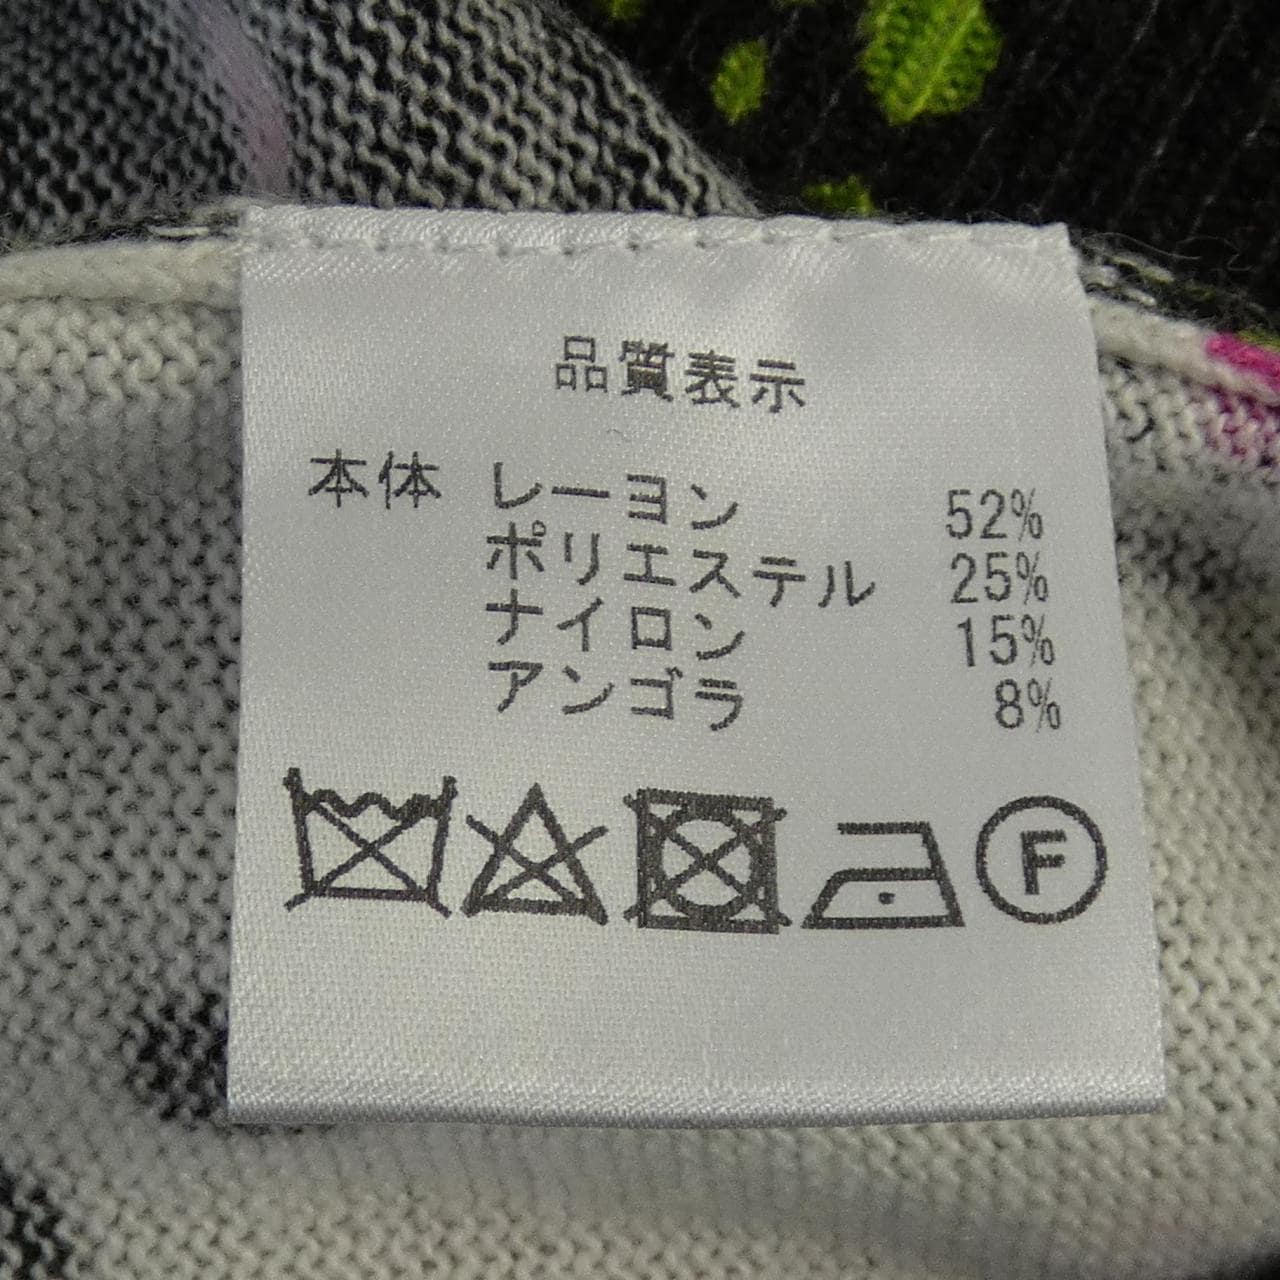 品質表示
本体 レーヨン 52%
ポリエステル 25%
ナイロン 15%
アンゴラ 8%
F